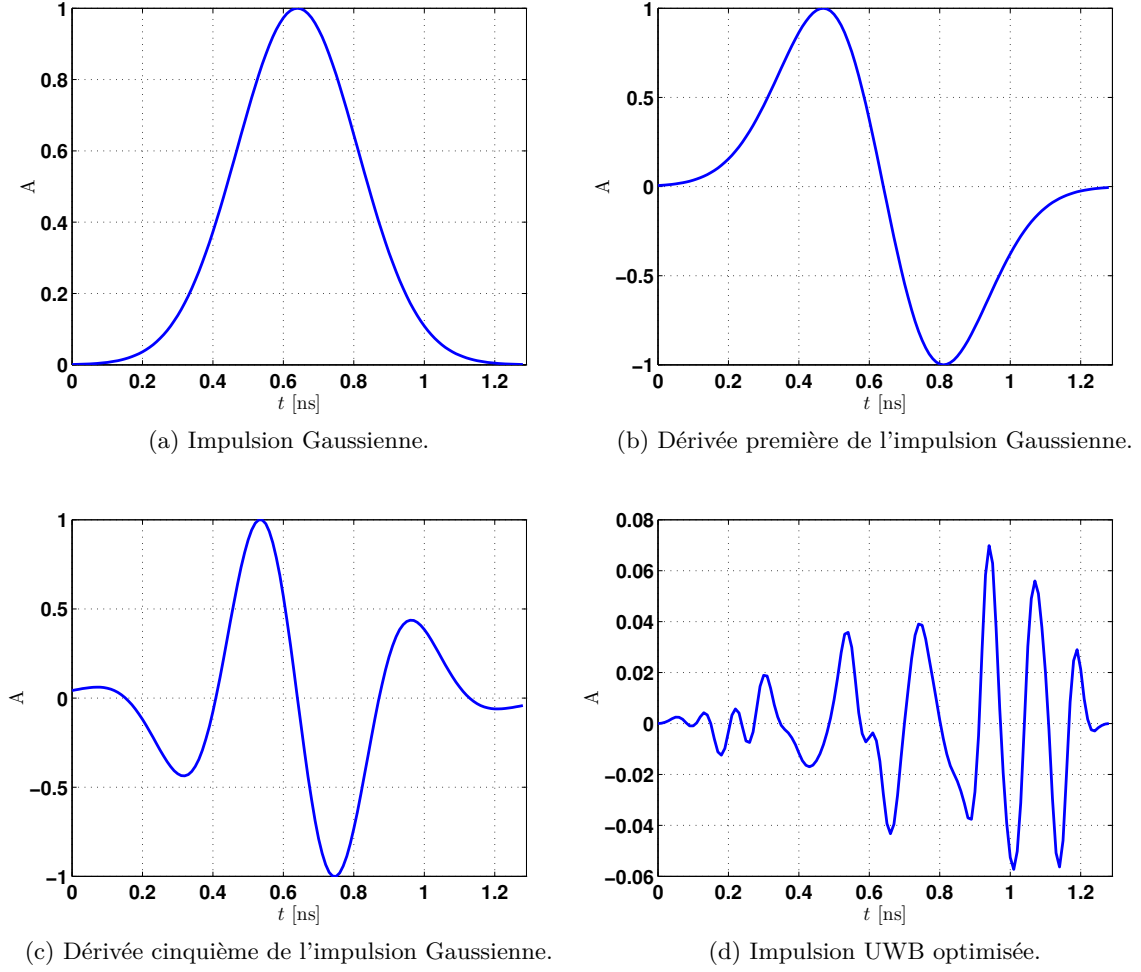 1
0.8
0.6
0.4
0.2
0
A
0 0.2 0.4 0.6 0.8 1 1.2
t [ns]
(a) Impulsion Gaussienne.
1
0.5
0
−0.5
−1
A
0 0.2 0.4 0.6 0.8 1 1.2
t [ns]
(b) Dérivée première de l'impulsion Gaussienne.
1
0.5
0
−0.5
−1
A
0 0.2 0.4 0.6 0.8 1 1.2
t [ns]
(c) Dérivée cinquième de l'impulsion Gaussienne.
0.08
0.06
0.04
0.02
0
−0.02
−0.04
−0.06
A
0 0.2 0.4 0.6 0.8 1 1.2
t [ns]
(d) Impulsion UWB optimisée.